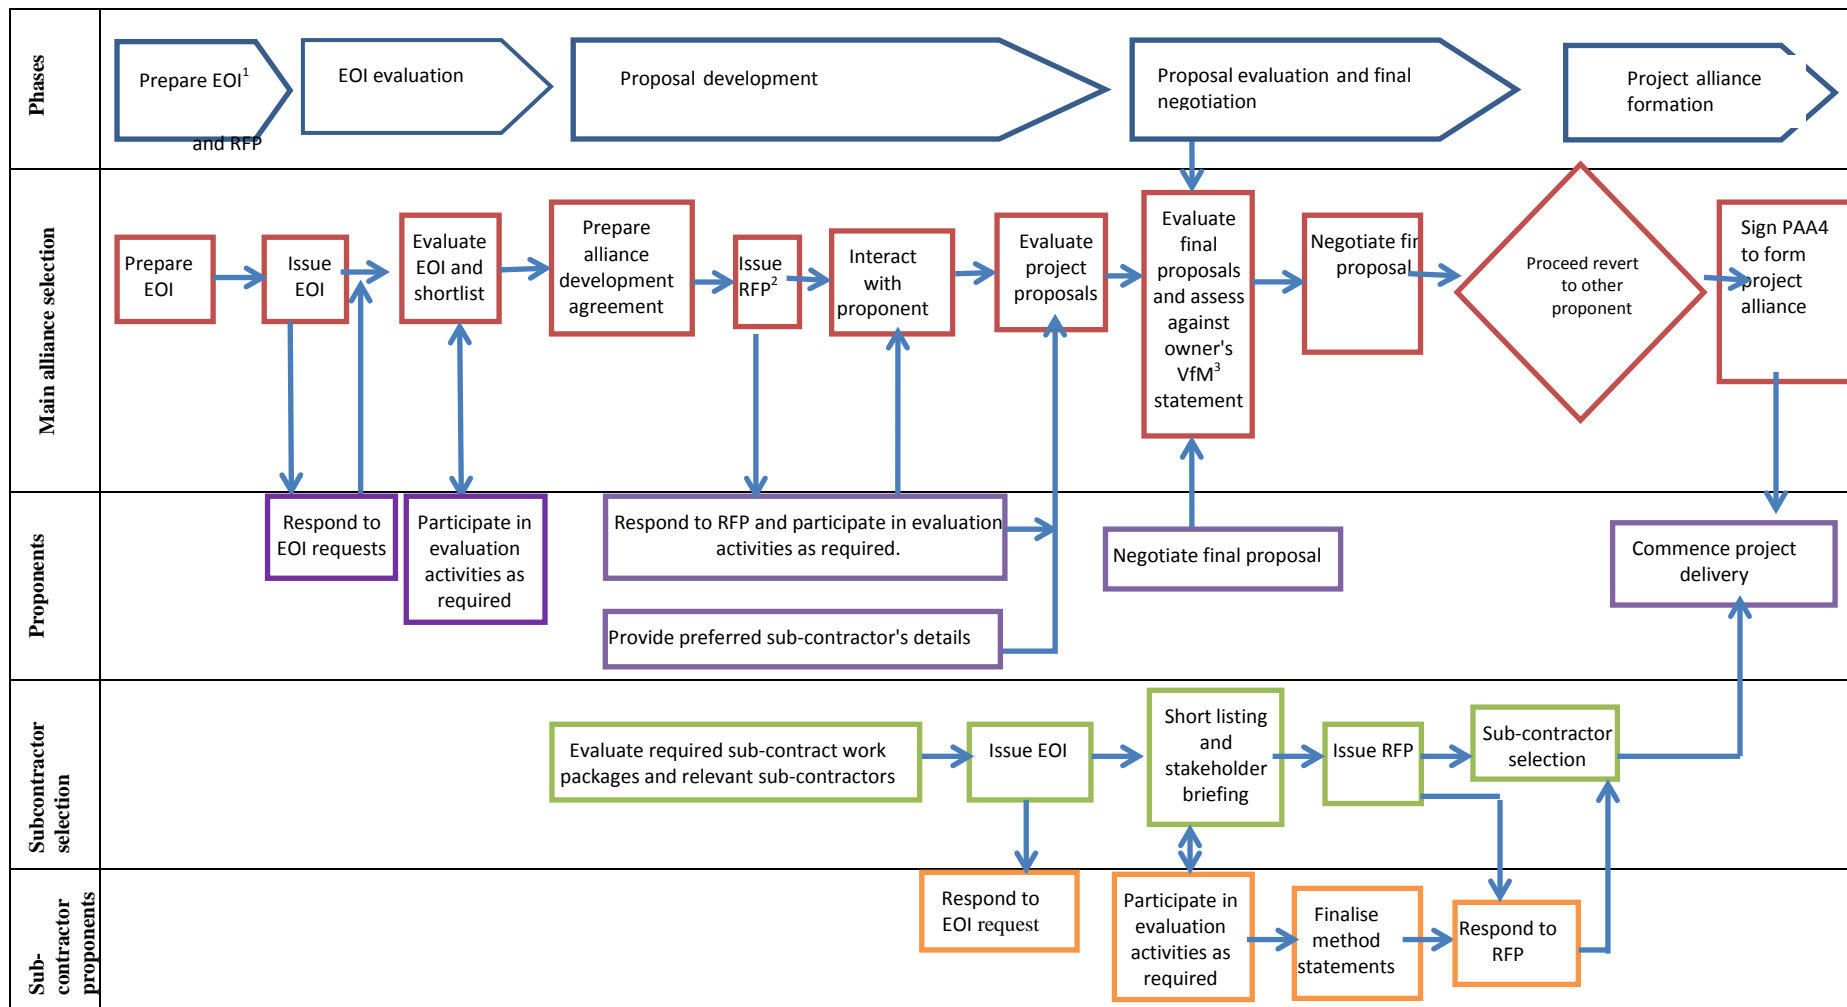 Phases
Prepare EOI1
and RFP
EOI evaluation
Proposal development
Proposal evaluation and final
negotiation
Project alliance
formation
Main alliance selection
Prepare
EOI
Issue
EOI
Evaluate
EOI and
shortlist
Prepare
alliance
development
agreement
Issue
RFP2
Interact
with
proponent
Evaluate
project
proposals
Evaluate
final
proposals
and assess
against
owner's
VfM3
statement
Negotiate fin
proposal
Proceed revert
to other
proponent
Sign PAA4
to form
project
alliance
Proponents
Respond to
EOI requests
Participate in
evaluation
activities as
required
Respond to RFP and participate in evaluation
activities as required.
Provide preferred sub-contractor's details
Negotiate final proposal
Commence project
delivery
Subcontractor
selection
Evaluate required sub-contract work
packages and relevant sub-contractors
Issue EOI
Short listing
and
stakeholder
briefing
Issue RFP
Sub-contractor
selection
Sub-
contractor
proponents
Respond to
EOI request
Participate in
evaluation
activities as
required
Finalise
method
statements
Respond to
RFP